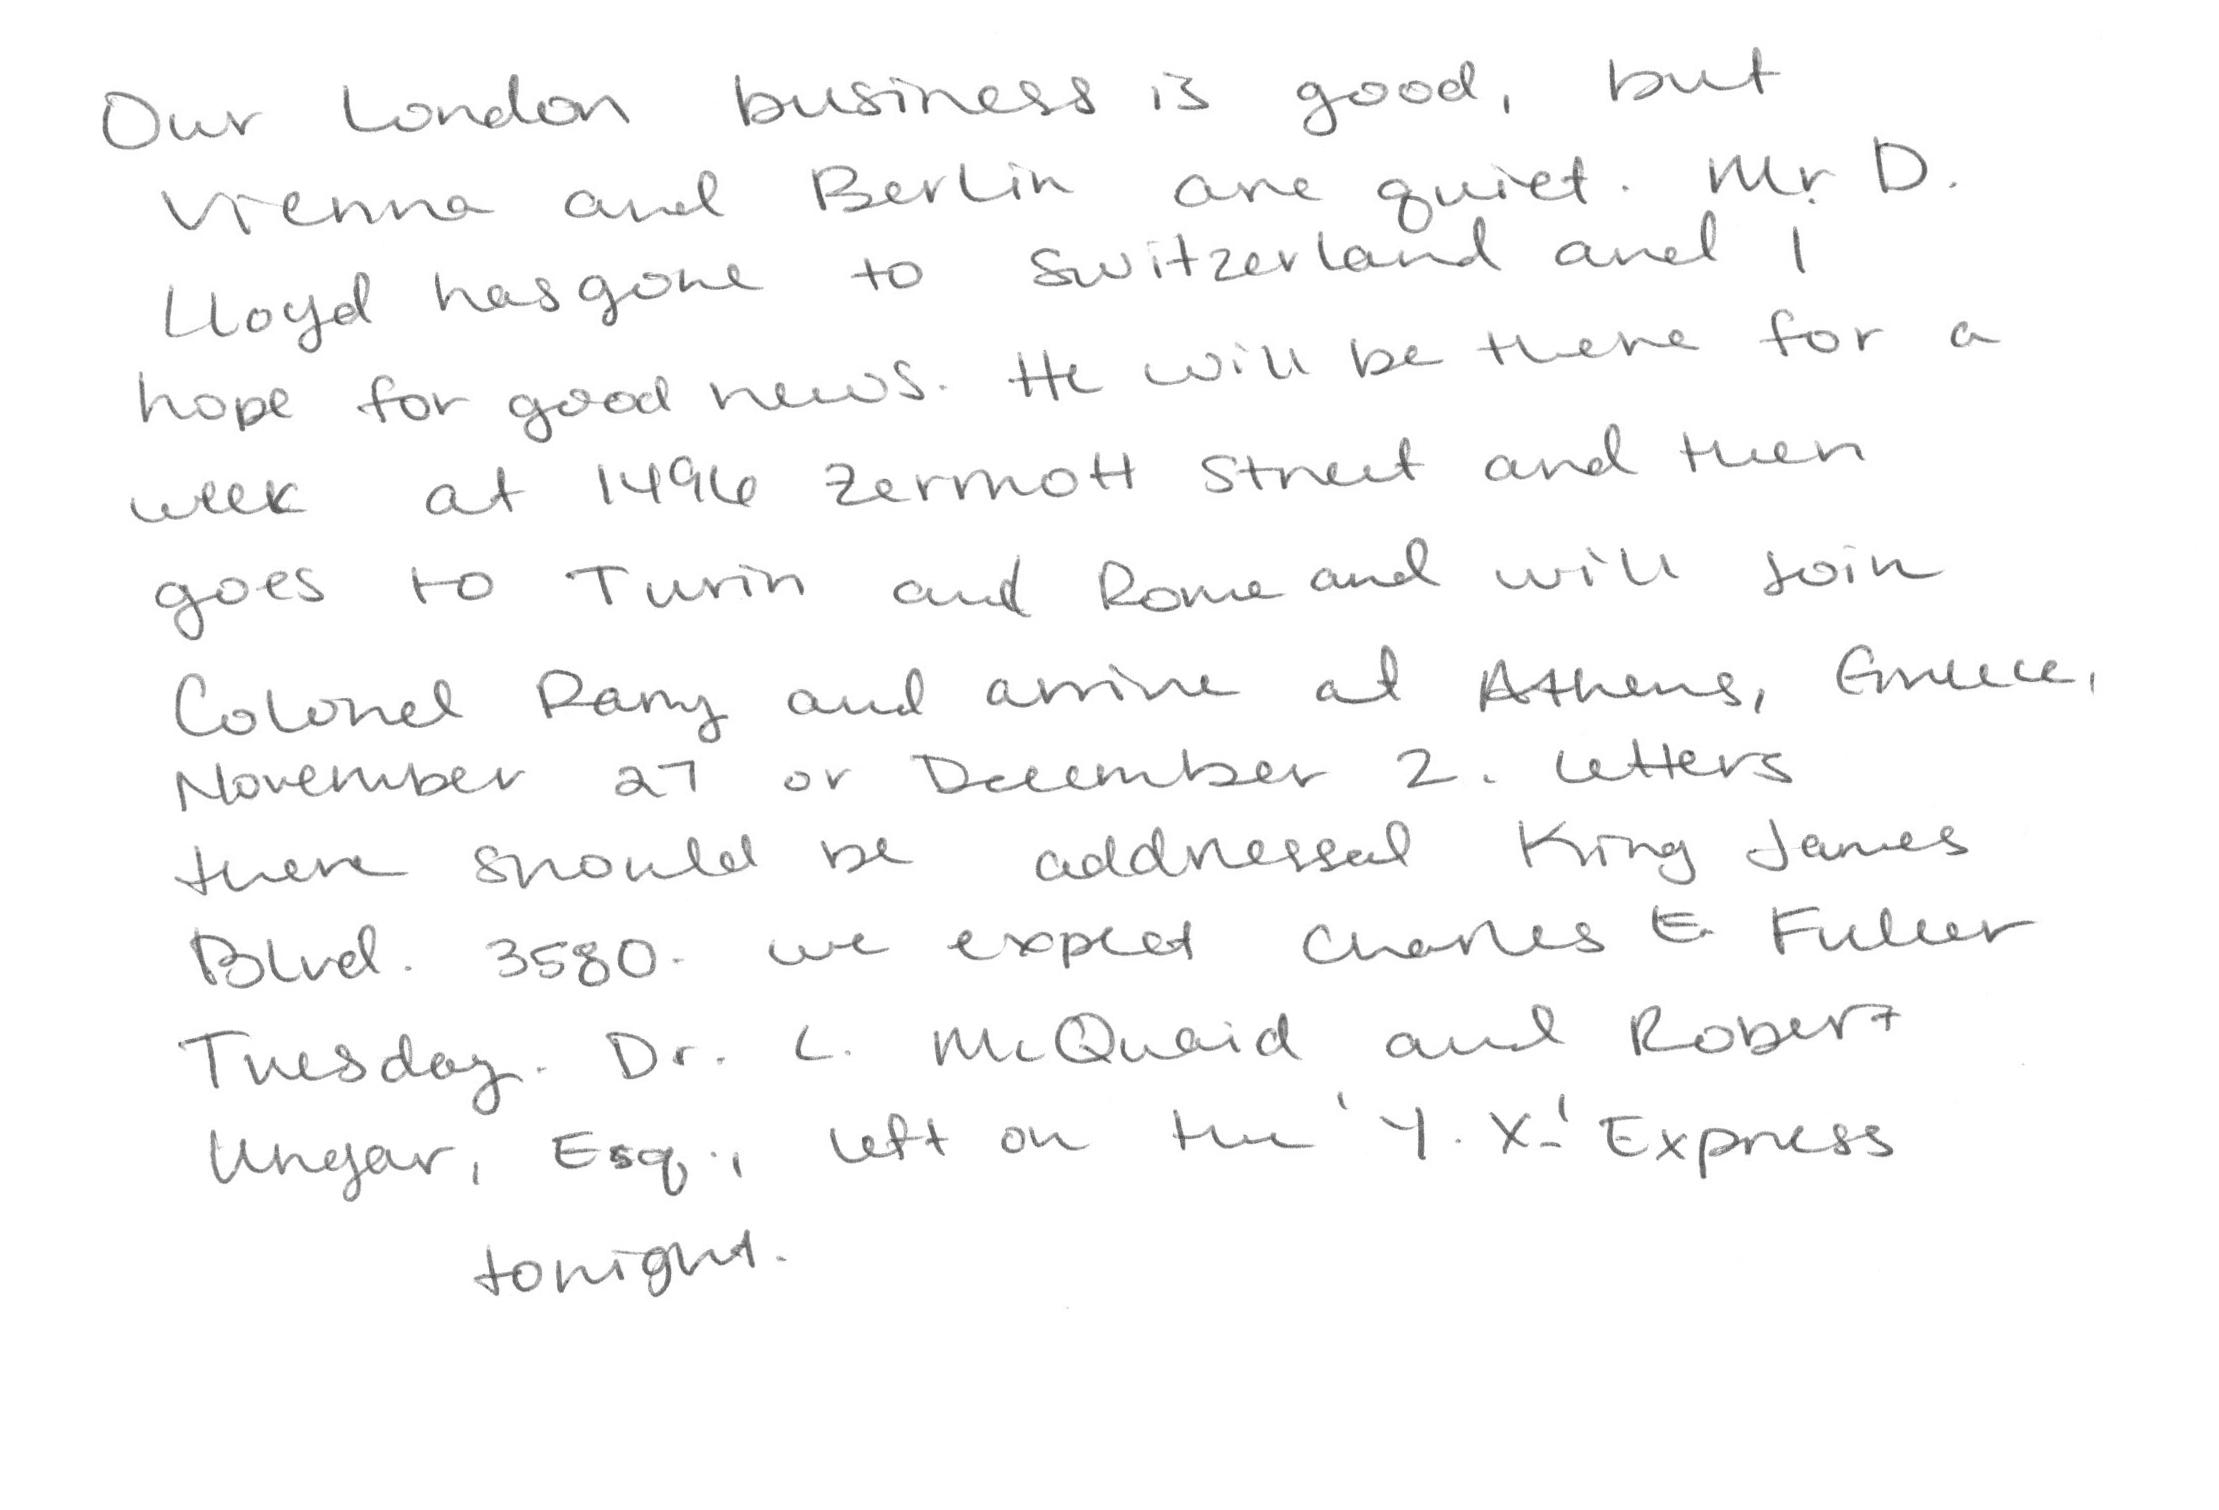 Our London business is good, but
Vienna and Berlin are quiet. Mr. D.
Lloyd has gone to Switzerland and I
hope for good news. He will be there for a
week at 1496 Zermott Street and then
goes to Turin and Rome and will join
Colonel Parry and arrive at Athens, Greece,
November 27 or December 2. Letters
there should be addressed King James
Blvd. 3580. We expect Charles E. Fuller
Tuesday. Dr. L. McQuaid and Robert
Ungar, Esq., left on the 'Y.X.' Express
tonight.